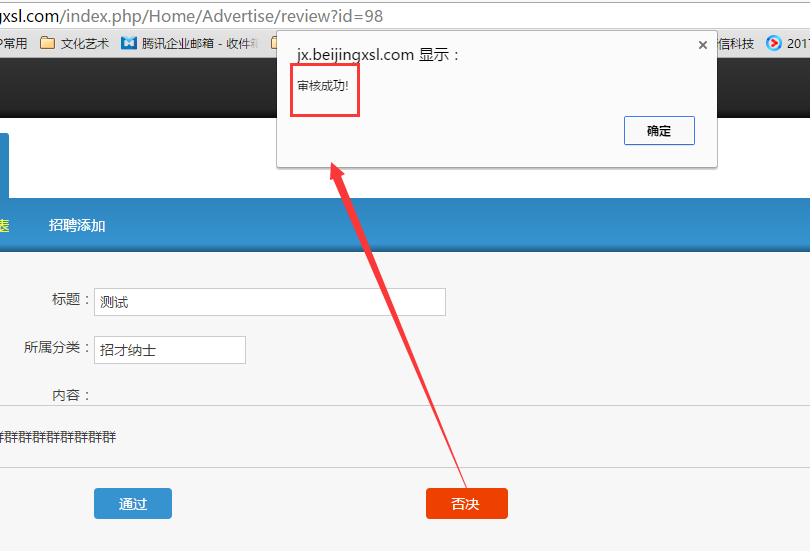 gxsl.com/index.php/Home/Advertise/review?id=98
P常用 文化艺术 腾讯企业邮箱 - 收件箱 信科技 2017
jx.beijingxsl.com 显示：
审核成功!
确定
表 招聘添加
标题： 测试
所属分类： 招才纳士
内容：
群群群群群群群群群
通过 否决